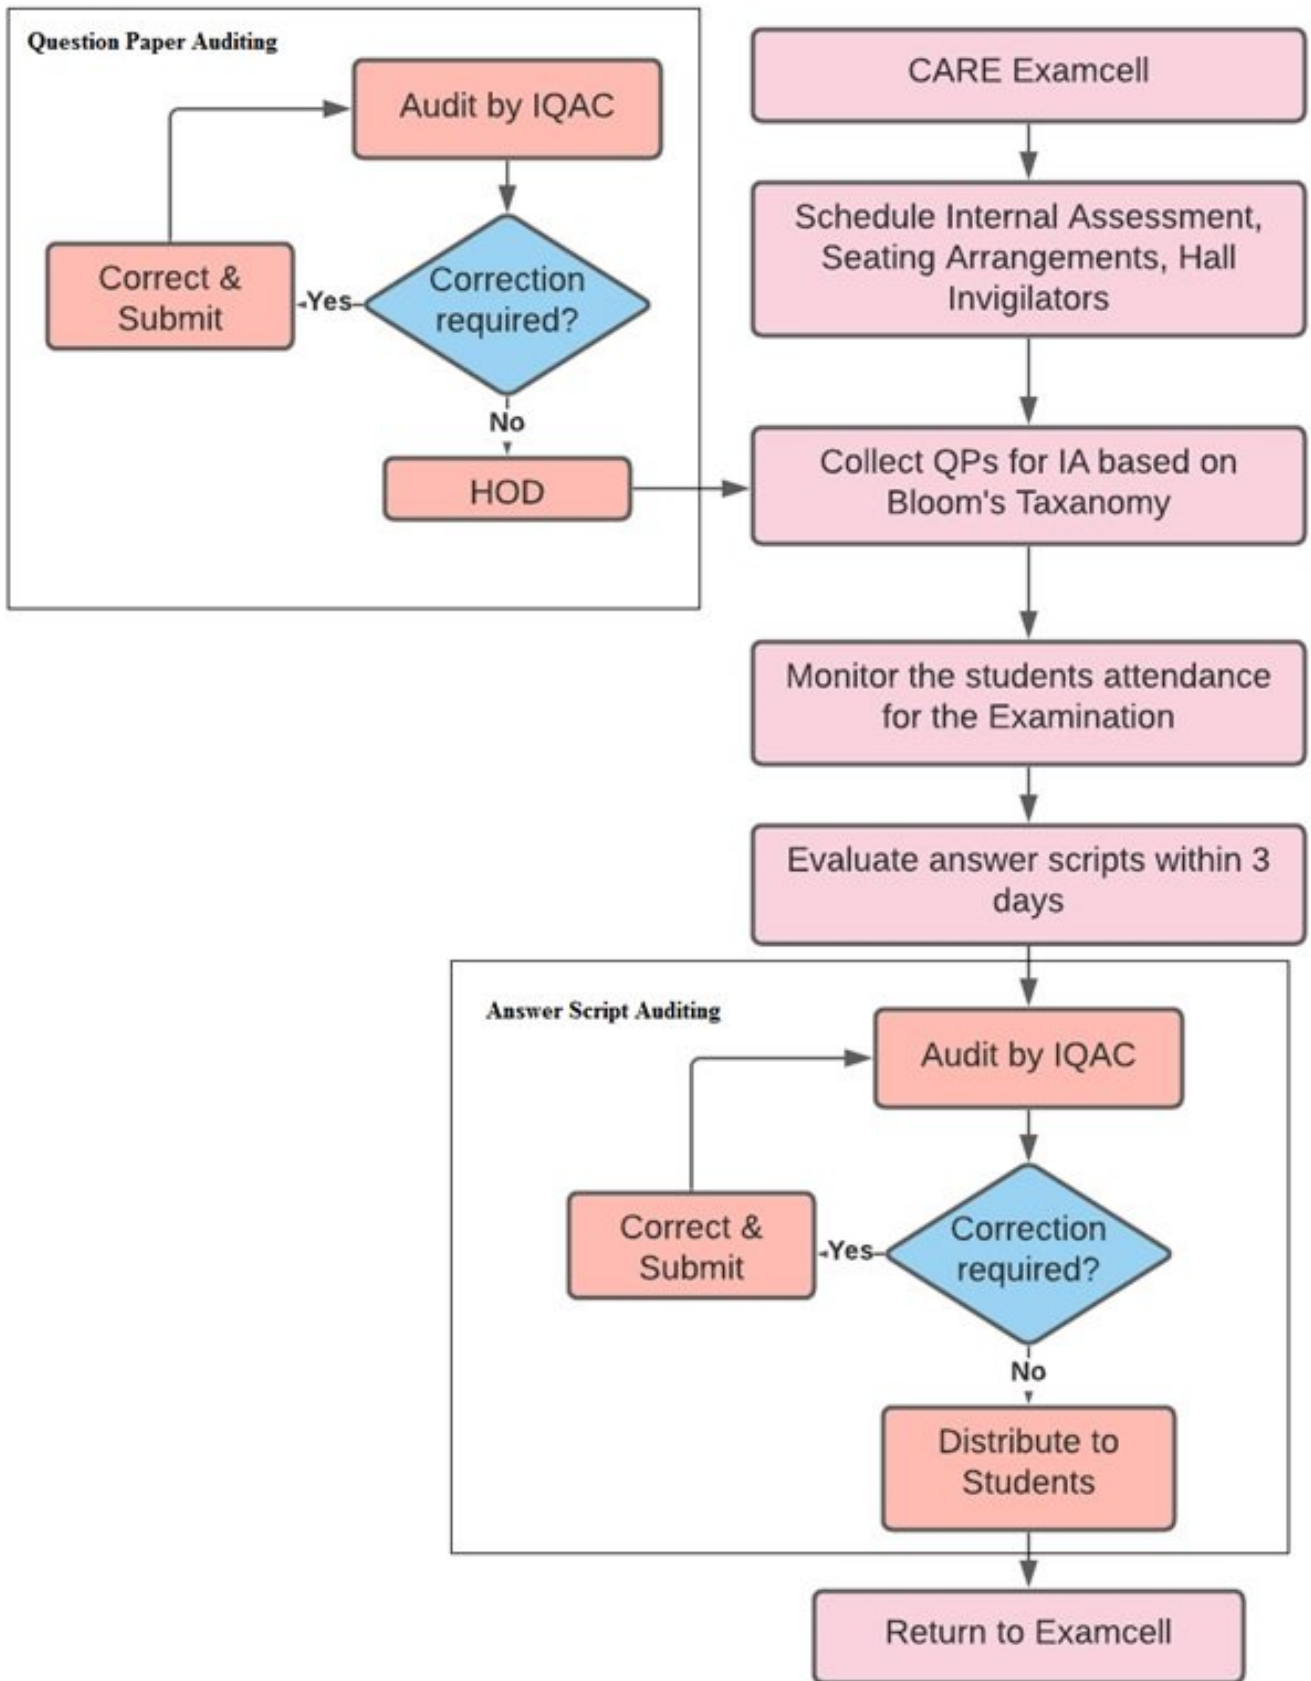 Question Paper Auditing
Audit by IQAC
Correction
required?
Yes
Correct &
Submit
No
HOD
CARE Examcell
Schedule Internal Assessment,
Seating Arrangements, Hall
Invigilators
Collect QPs for IA based on
Bloom's Taxanomy
Monitor the students attendance
for the Examination
Evaluate answer scripts within 3
days
Answer Script Auditing
Audit by IQAC
Correction
required?
Yes
Correct &
Submit
No
Distribute to
Students
Return to Examcell